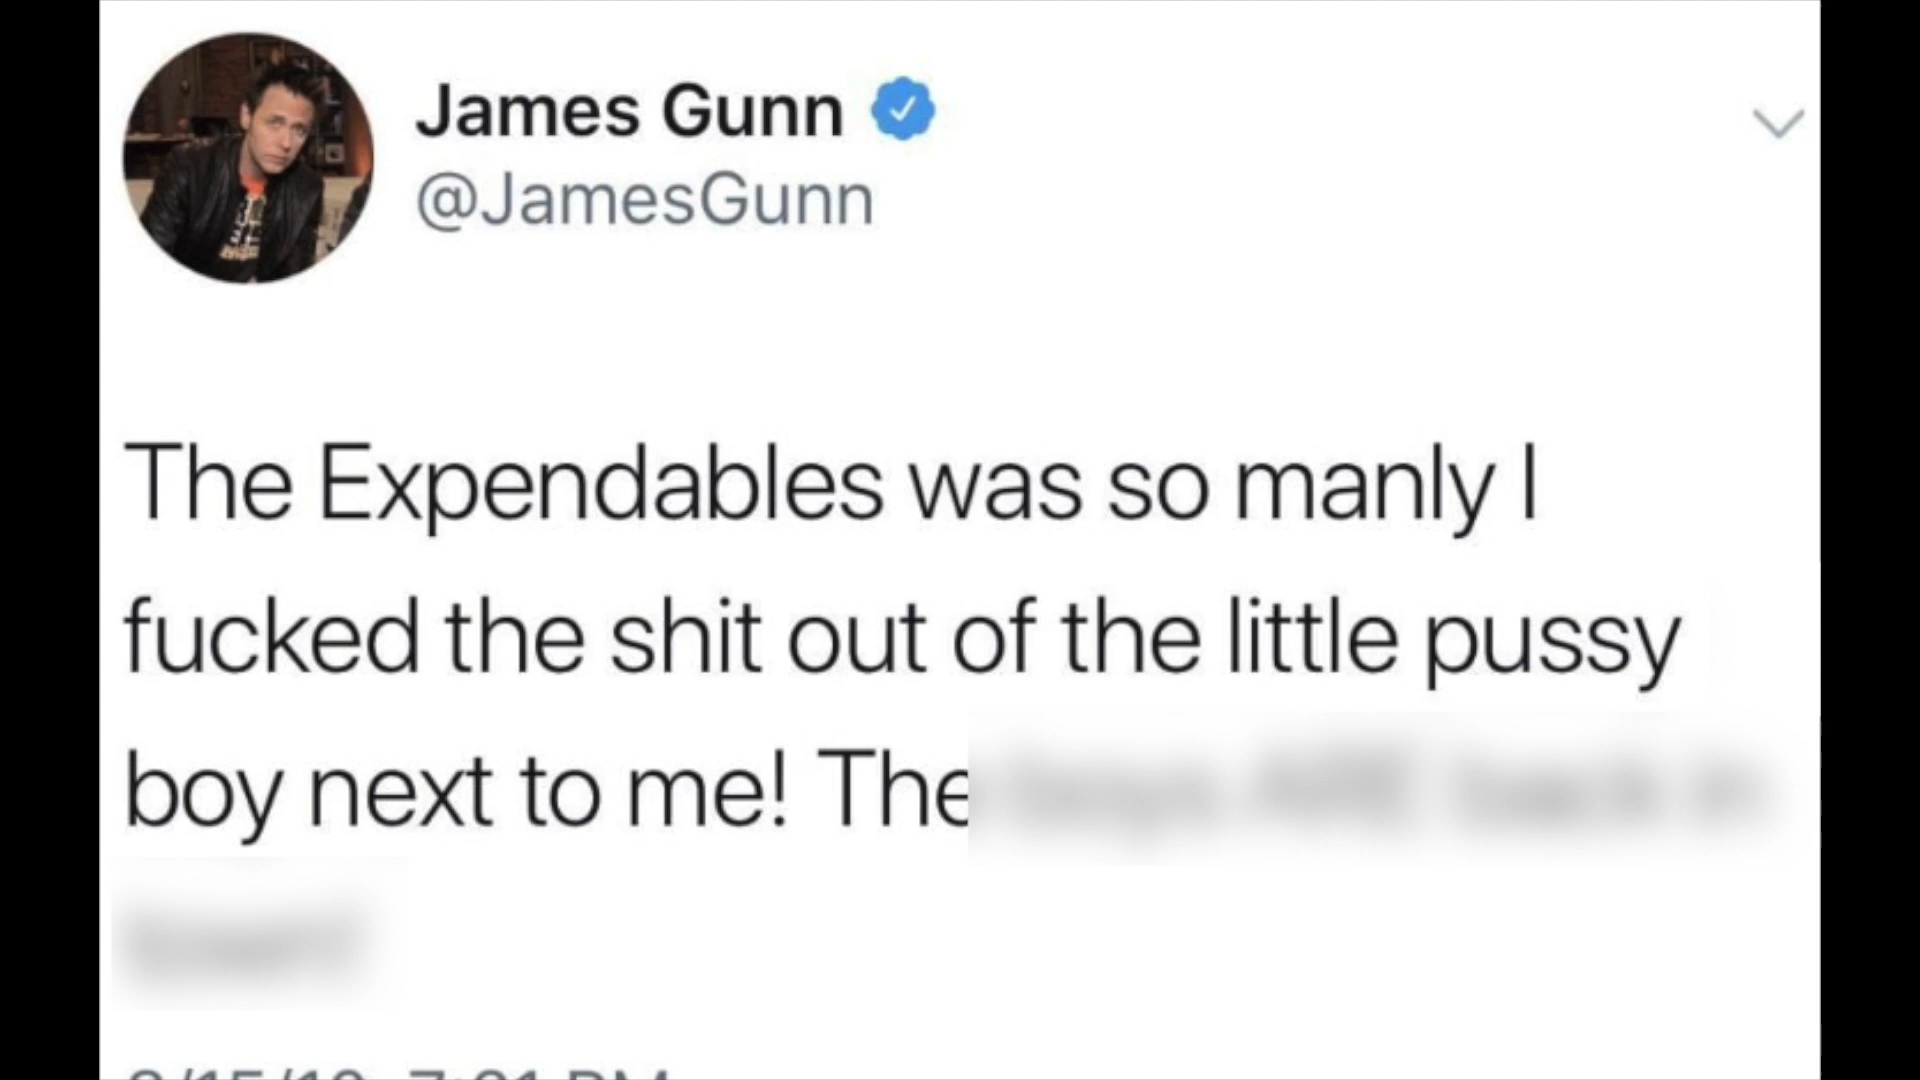 James Gunn
@JamesGunn
The Expendables was so manly I
fucked the shit out of the little pussy
boy next to me! The